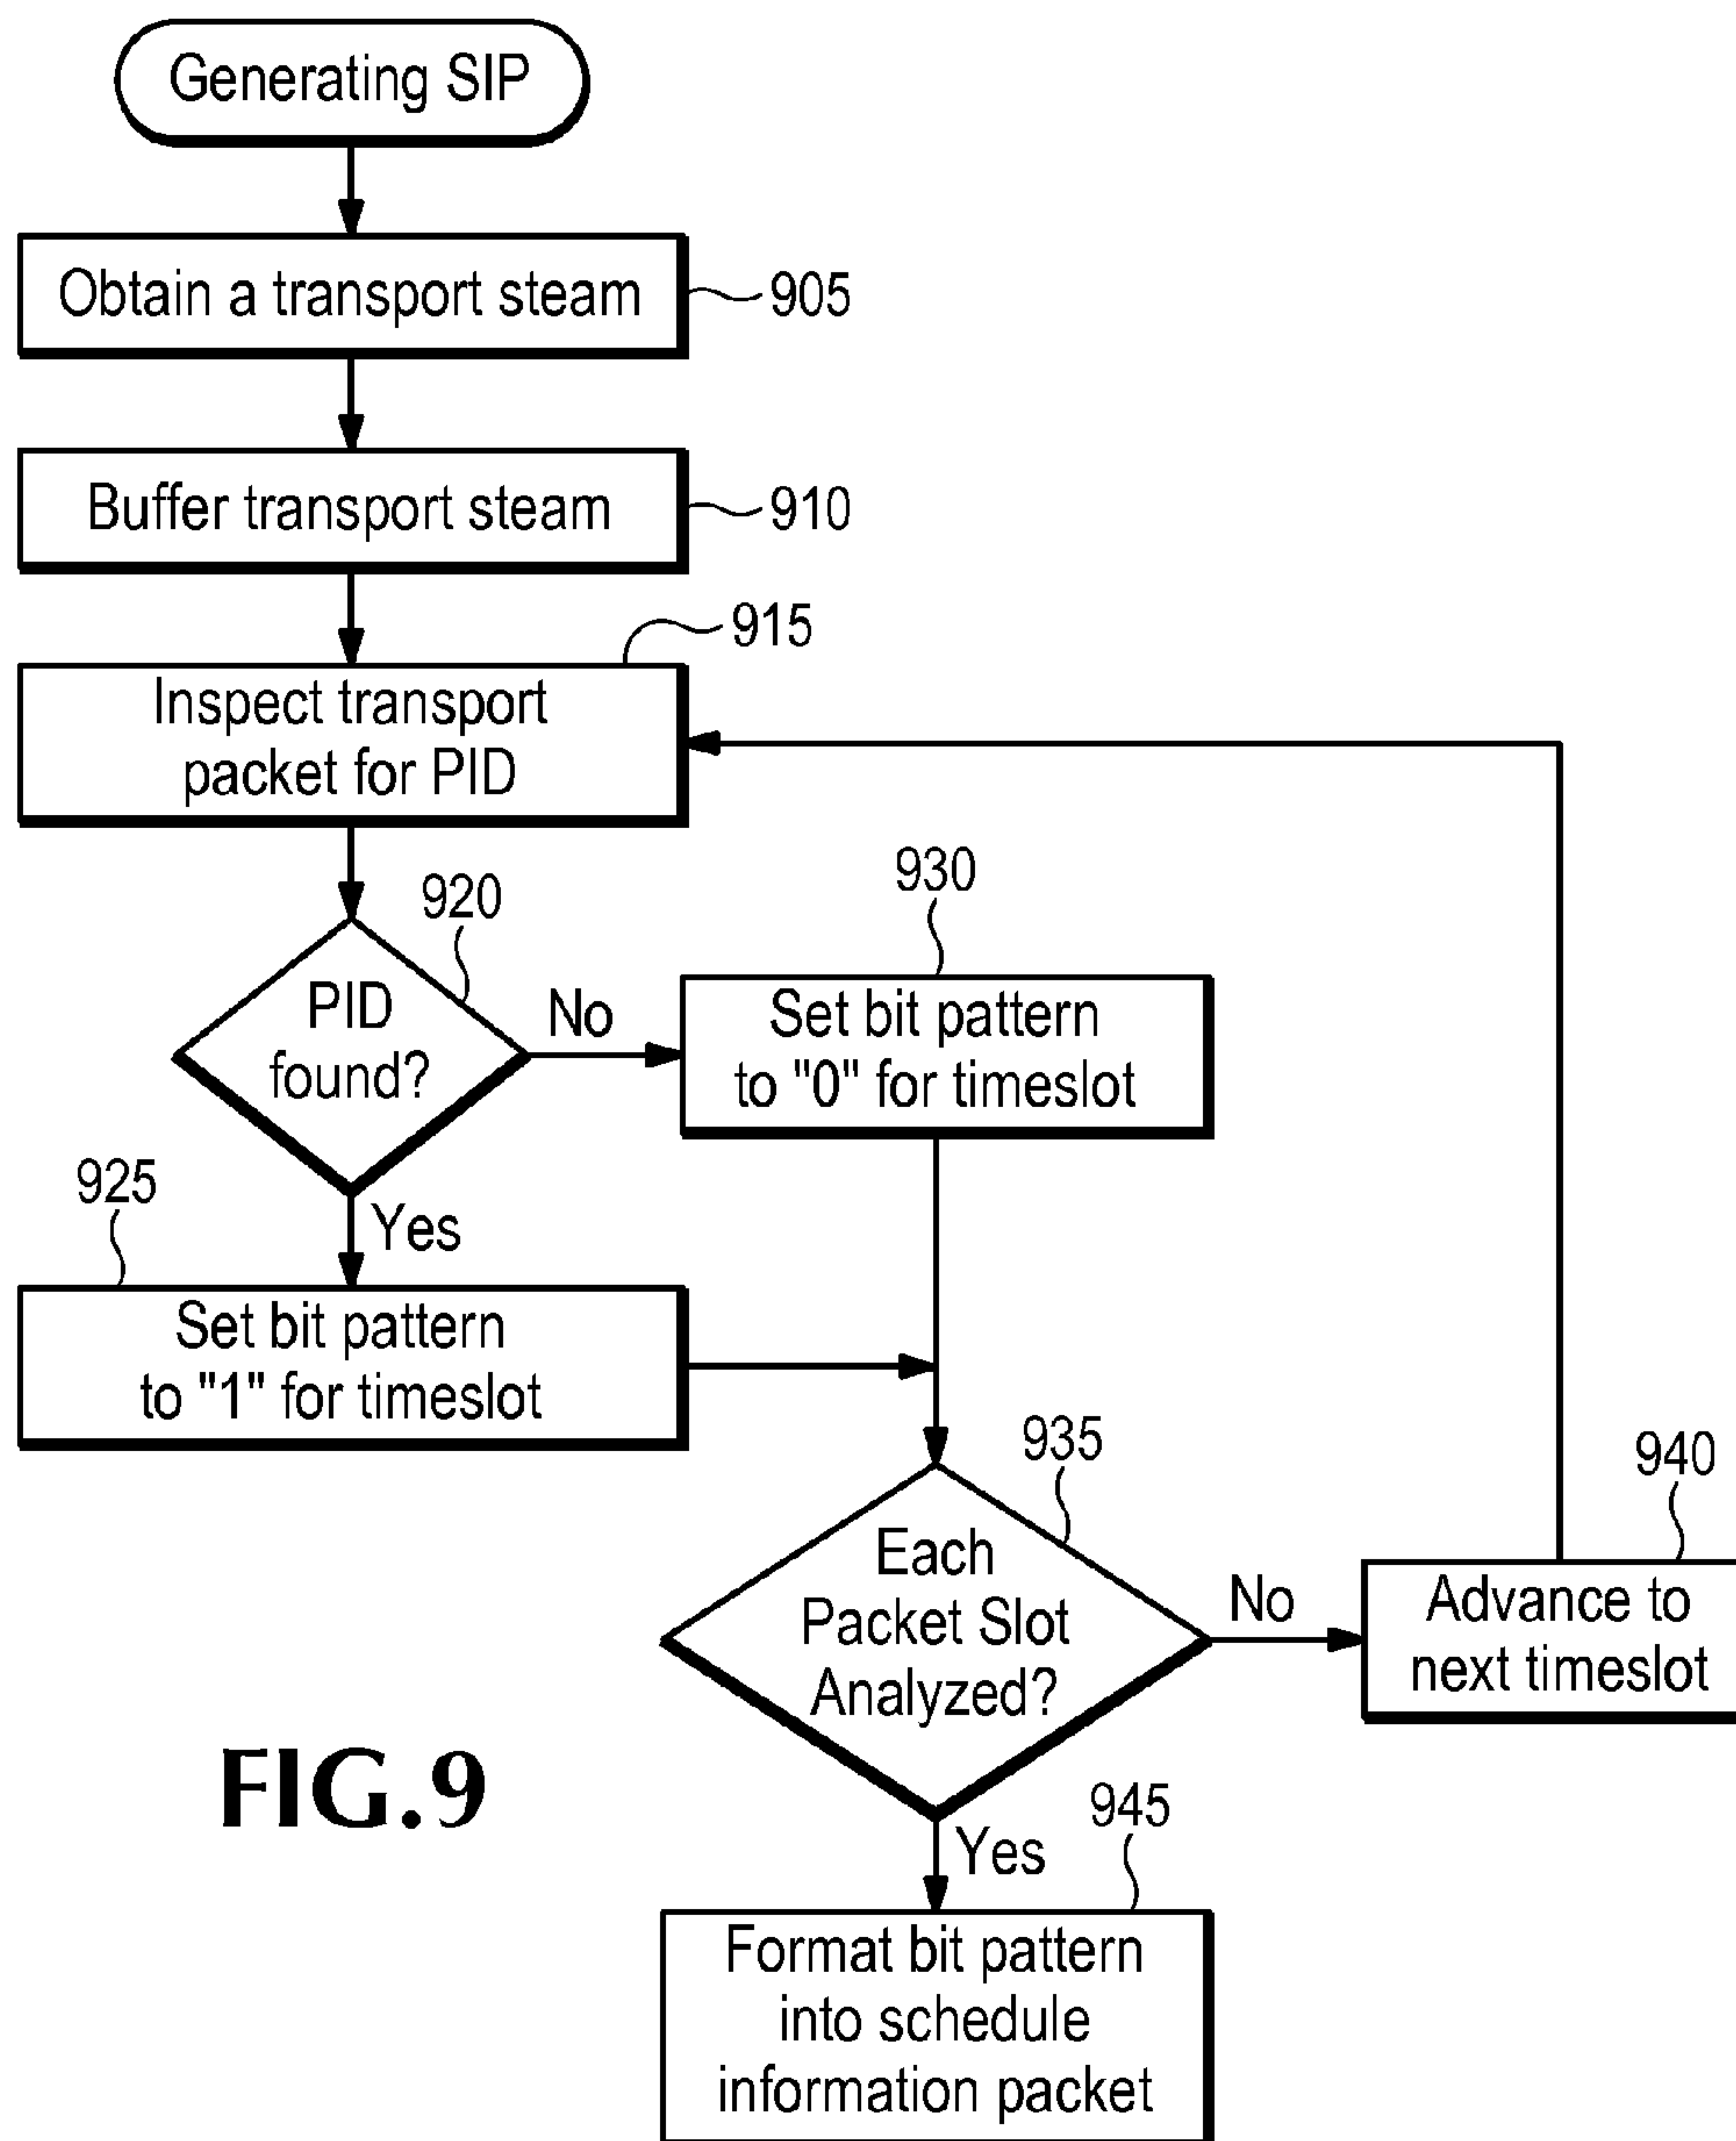 Generating SIP
Obtain a transport steam
905
Buffer transport steam
910
915
Inspect transport
packet for PID
920
PID
found?
No
930
Set bit pattern
to "0" for timeslot
Yes
925
Set bit pattern
to "1" for timeslot
935
Each
Packet Slot
Analyzed?
No
940
Advance to
next timeslot
Yes
945
Format bit pattern
into schedule
information packet
FIG.9